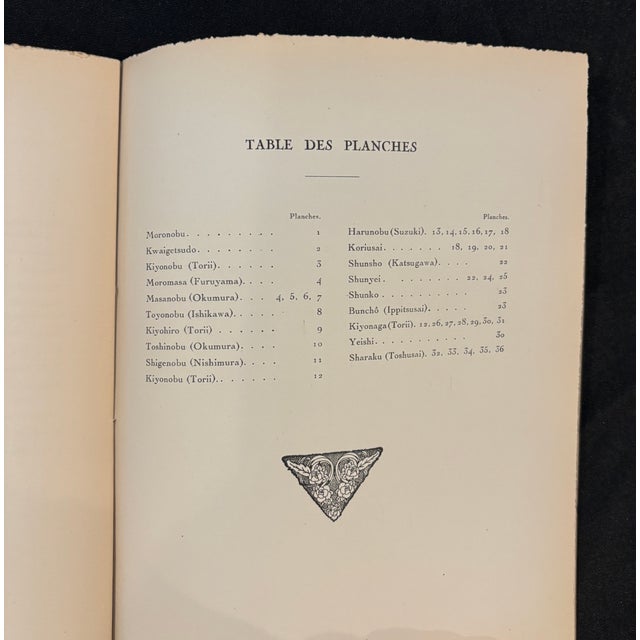 TABLE DES PLANCHES
Planches.
Moronobu. . . . . . . . . 1
Kwaigetsudo . . . . . . . . 2
Kiyonobu (Torii). . . . . . 3
Moromasa (Furuyama). . . . 4
Masanobu (Okumura). . . 4, 5, 6, 7
Toyonobu (Ishikawa). . . . . 8
Kiyohiro (Torii) . . . . . . 9
Toshinobu (Okumura). . . . 10
Shigenobu (Nishimura). . . . 11
Kiyonobu (Torii). . . . . . . 12
Planches.
Harunobu (Suzuki). 13, 14, 15, 16, 17, 18
Koriusai. . . . . . . 18, 19, 20, 21
Shunsho (Katsugawa). . . . 22
Shunyei . . . . . . . . 22, 24, 25
Shunko . . . . . . . . . . 23
Bunchô (Ippitsusai). . . . . 23
Kiyonaga (Torii). 12, 26, 27, 28, 29, 30, 31
Yeishi. . . . . . . . . . . 30
Sharaku (Toshusai). 32, 33, 34, 35, 36